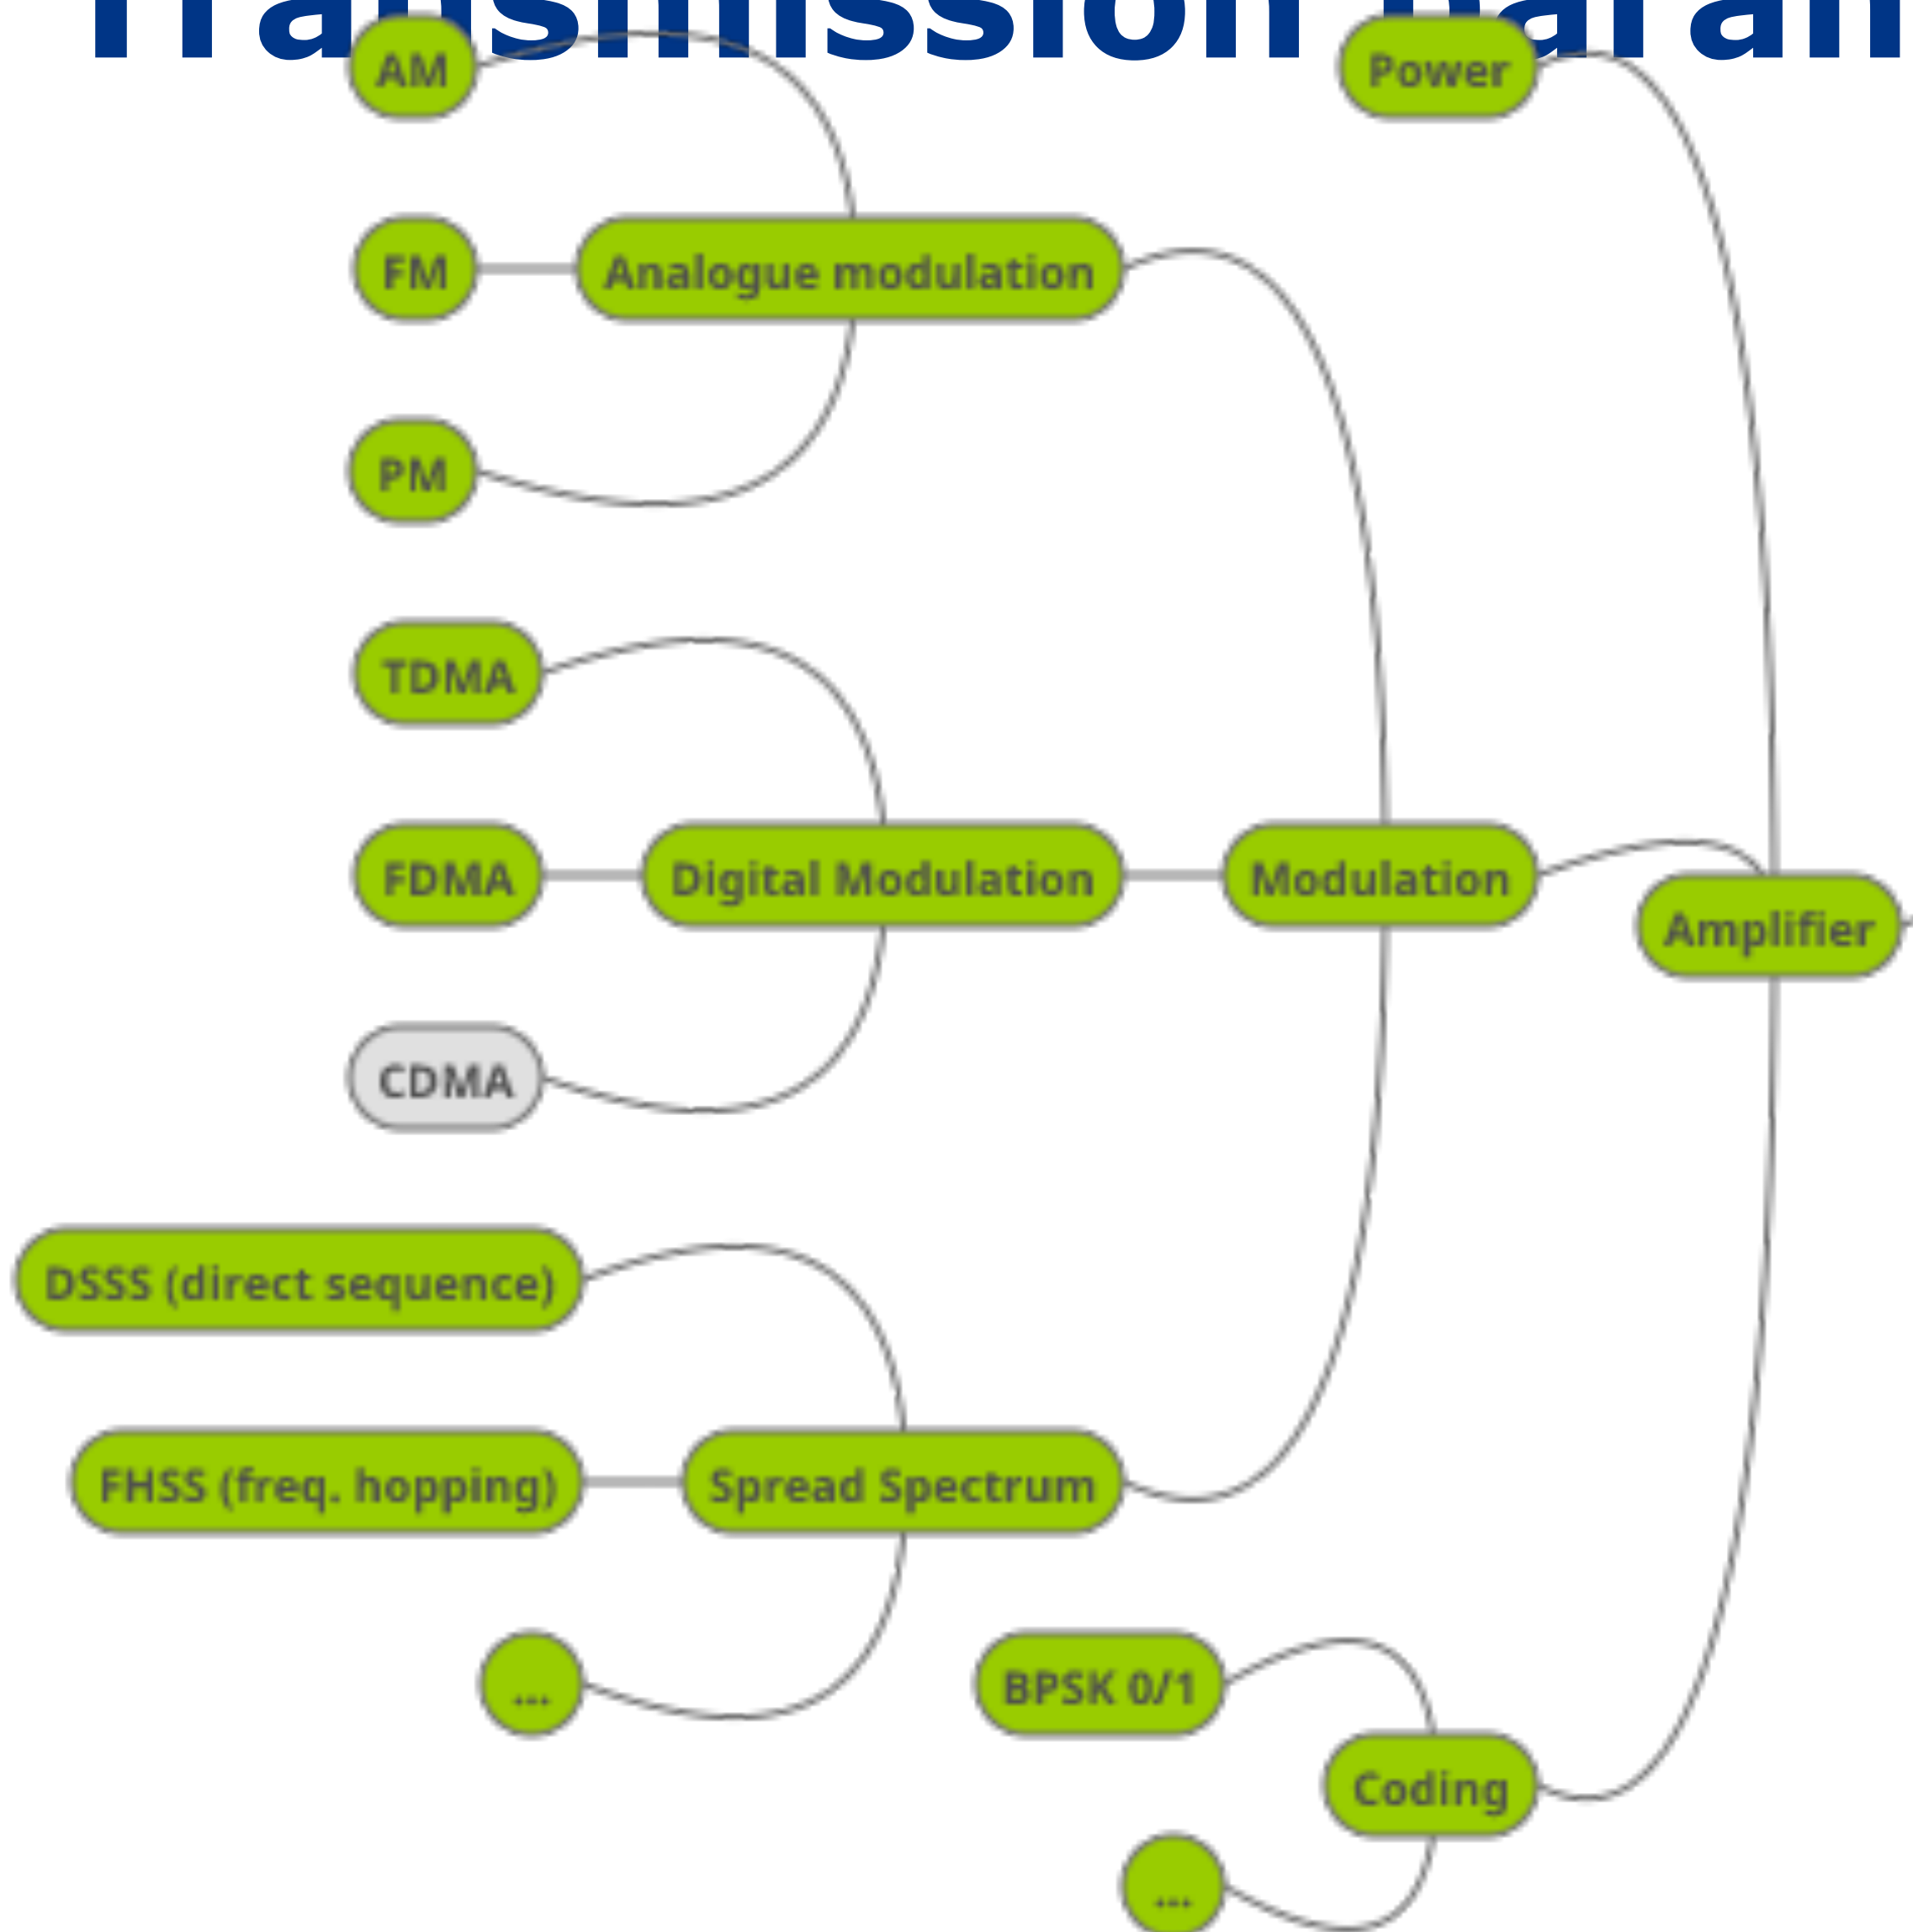 Transmission
AM
Power
FM
Analogue modulation
PM
TDMA
FDMA
Digital Modulation
Modulation
Amplifier
CDMA
DSSS (direct sequence)
FHSS (freq. hopping)
Spread Spectrum
...
BPSK 0/1
Coding
...